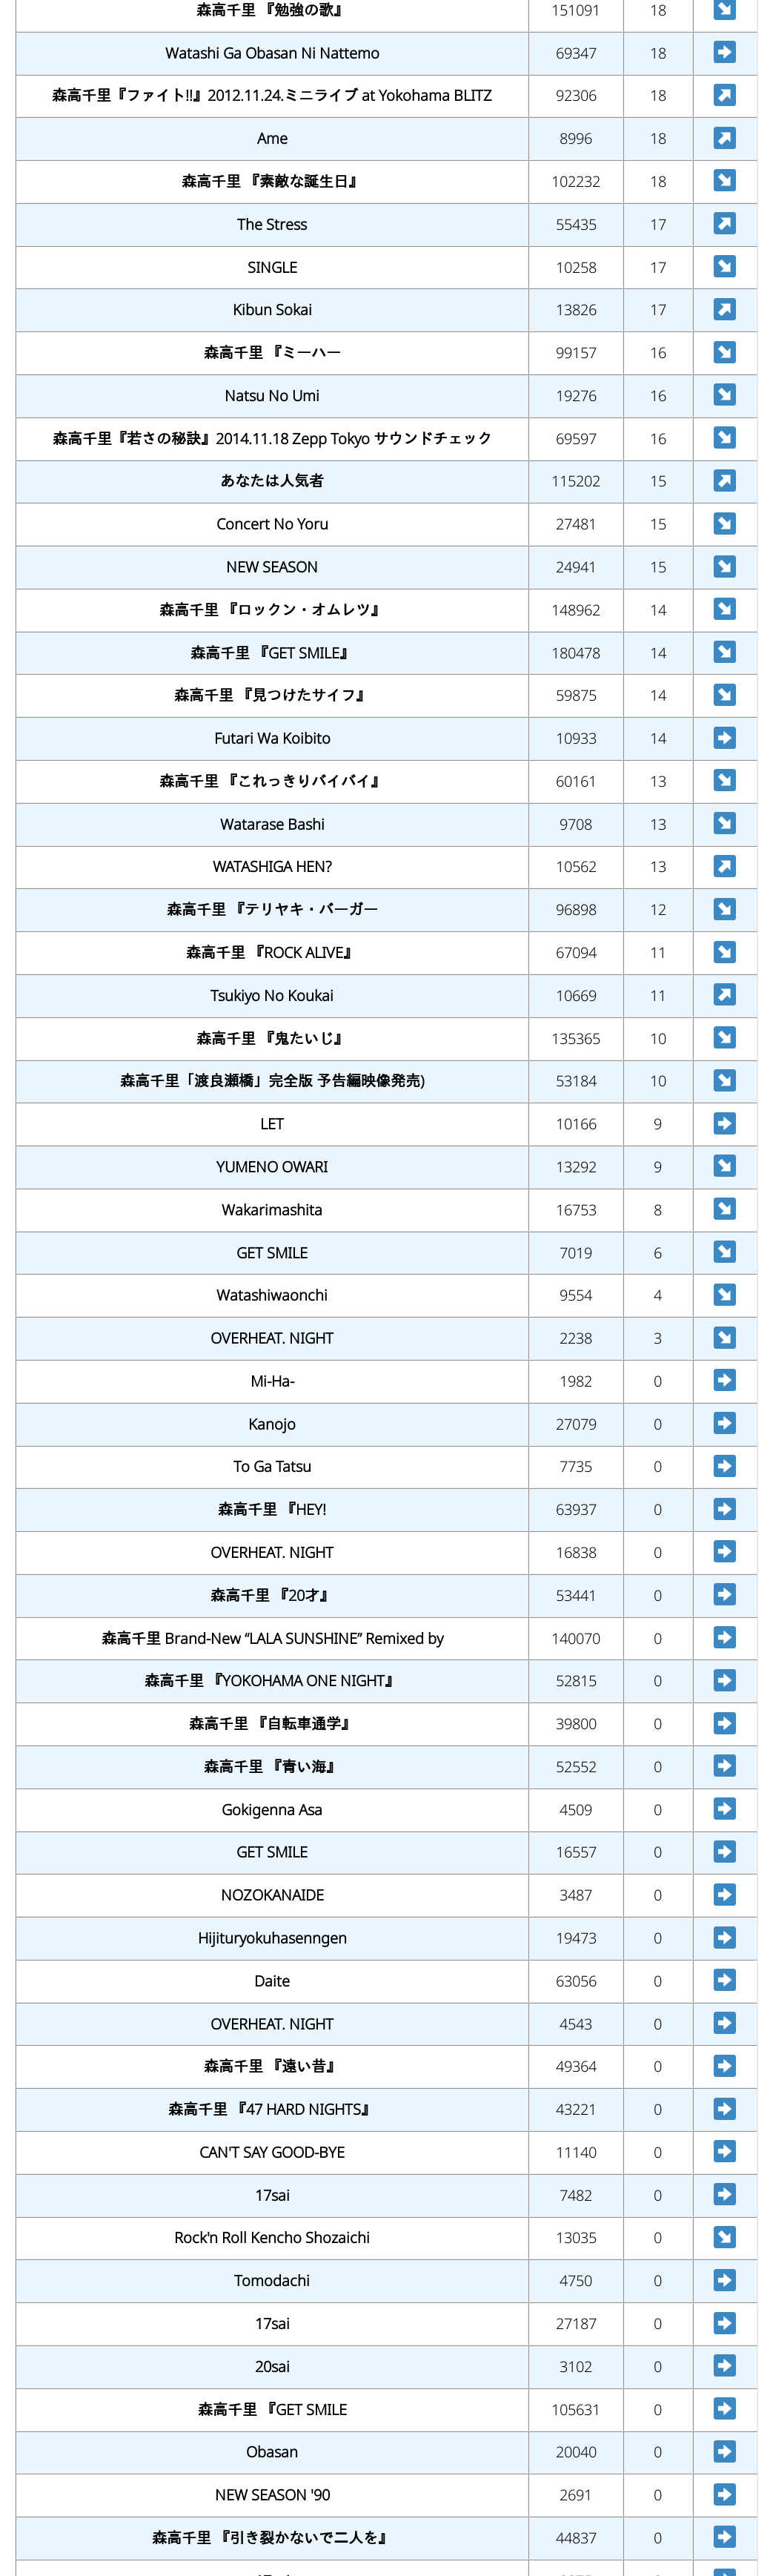 森高千里 『勉強の歌』 151091 18
Watashi Ga Obasan Ni Nattemo 69347 18
森高千里『ファイト!!』2012.11.24.ミニライブ at Yokohama BLITZ 92306 18
Ame 8996 18
森高千里 『素敵な誕生日』 102232 18
The Stress 55435 17
SINGLE 10258 17
Kibun Sokai 13826 17
森高千里 『ミーハー 99157 16
Natsu No Umi 19276 16
森高千里『若さの秘訣』2014.11.18 Zepp Tokyo サウンドチェック 69597 16
あなたは人気者 115202 15
Concert No Yoru 27481 15
NEW SEASON 24941 15
森高千里 『ロックン・オムレツ』 148962 14
森高千里 『GET SMILE』 180478 14
森高千里 『見つけたサイフ』 59875 14
Futari Wa Koibito 10933 14
森高千里 『これっきりバイバイ』 60161 13
Watarase Bashi 9708 13
WATASHIGA HEN? 10562 13
森高千里 『テリヤキ・バーガー 96898 12
森高千里 『ROCK ALIVE』 67094 11
Tsukiyo No Koukai 10669 11
森高千里 『鬼たいじ』 135365 10
森高千里「渡良瀬橋」完全版 予告編映像発売) 53184 10
LET 10166 9
YUMENO OWARI 13292 9
Wakarimashita 16753 8
GET SMILE 7019 6
Watashiwaonchi 9554 4
OVERHEAT. NIGHT 2238 3
Mi-Ha- 1982 0
Kanojo 27079 0
To Ga Tatsu 7735 0
森高千里 『HEY! 63937 0
OVERHEAT. NIGHT 16838 0
森高千里 『20才』 53441 0
森高千里 Brand-New “LALA SUNSHINE” Remixed by 140070 0
森高千里 『YOKOHAMA ONE NIGHT』 52815 0
森高千里 『自転車通学』 39800 0
森高千里 『青い海』 52552 0
Gokigenna Asa 4509 0
GET SMILE 16557 0
NOZOKANAIDE 3487 0
Hijituryokuhasenngen 19473 0
Daite 63056 0
OVERHEAT. NIGHT 4543 0
森高千里 『遠い昔』 49364 0
森高千里 『47 HARD NIGHTS』 43221 0
CAN'T SAY GOOD-BYE 11140 0
17sai 7482 0
Rock'n Roll Kencho Shozaichi 13035 0
Tomodachi 4750 0
17sai 27187 0
20sai 3102 0
森高千里 『GET SMILE 105631 0
Obasan 20040 0
NEW SEASON '90 2691 0
森高千里 『引き裂かないで二人を』 44837 0